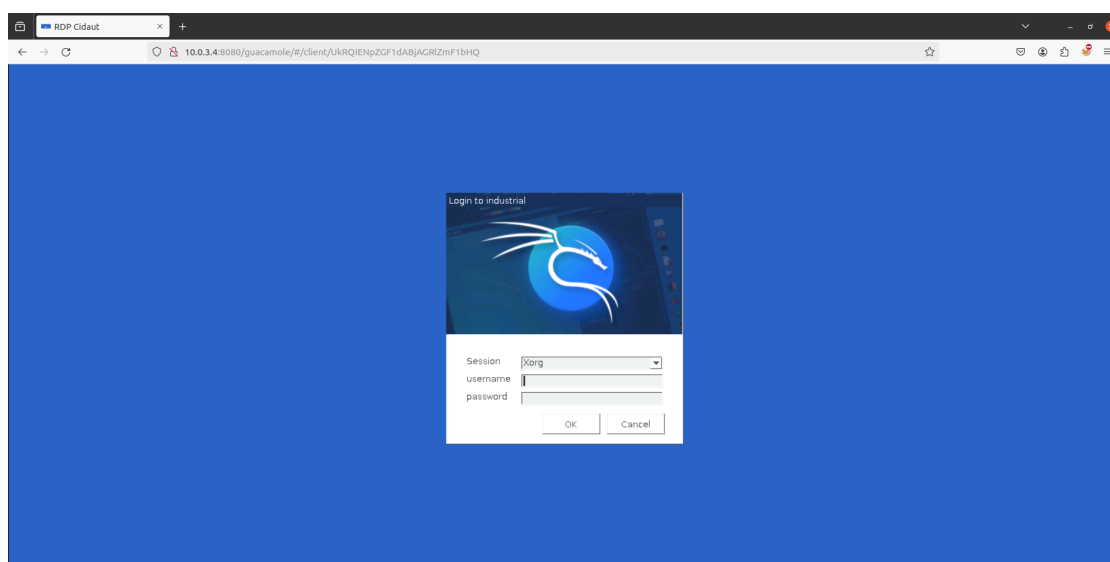 RDP Cidaut
10.0.3.4:8080/guacamole/#/client/UkRQIENpZGF1dABjAGRlZmF1bHQ
Login to industrial
Session Xorg
username
password
OK Cancel